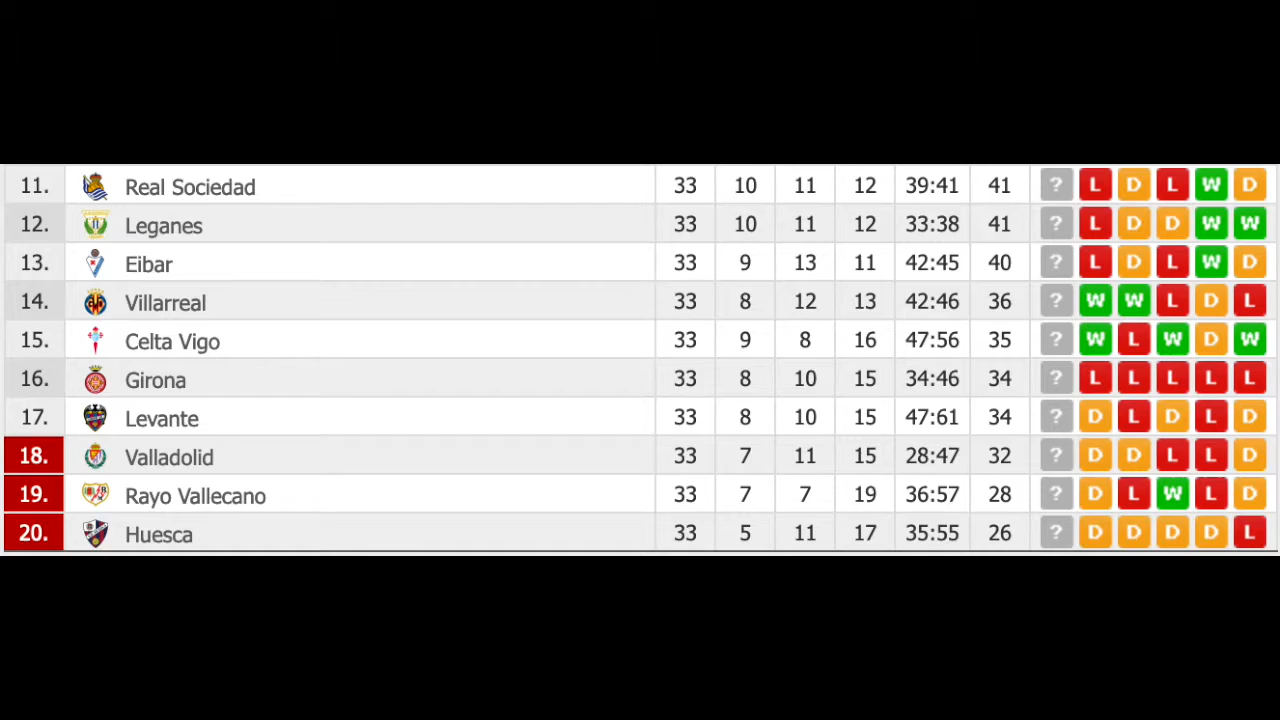 11. Real Sociedad 33 10 11 12 39:41 41 ? L D L W D
12. Leganes 33 10 11 12 33:38 41 ? L D D W W
13. Eibar 33 9 13 11 42:45 40 ? L D L W D
14. Villarreal 33 8 12 13 42:46 36 ? W W L D L
15. Celta Vigo 33 9 8 16 47:56 35 ? W L W D W
16. Girona 33 8 10 15 34:46 34 ? L L L L L
17. Levante 33 8 10 15 47:61 34 ? D L D L D
18. Valladolid 33 7 11 15 28:47 32 ? D D L L D
19. Rayo Vallecano 33 7 7 19 36:57 28 ? D L W L D
20. Huesca 33 5 11 17 35:55 26 ? D D D D L